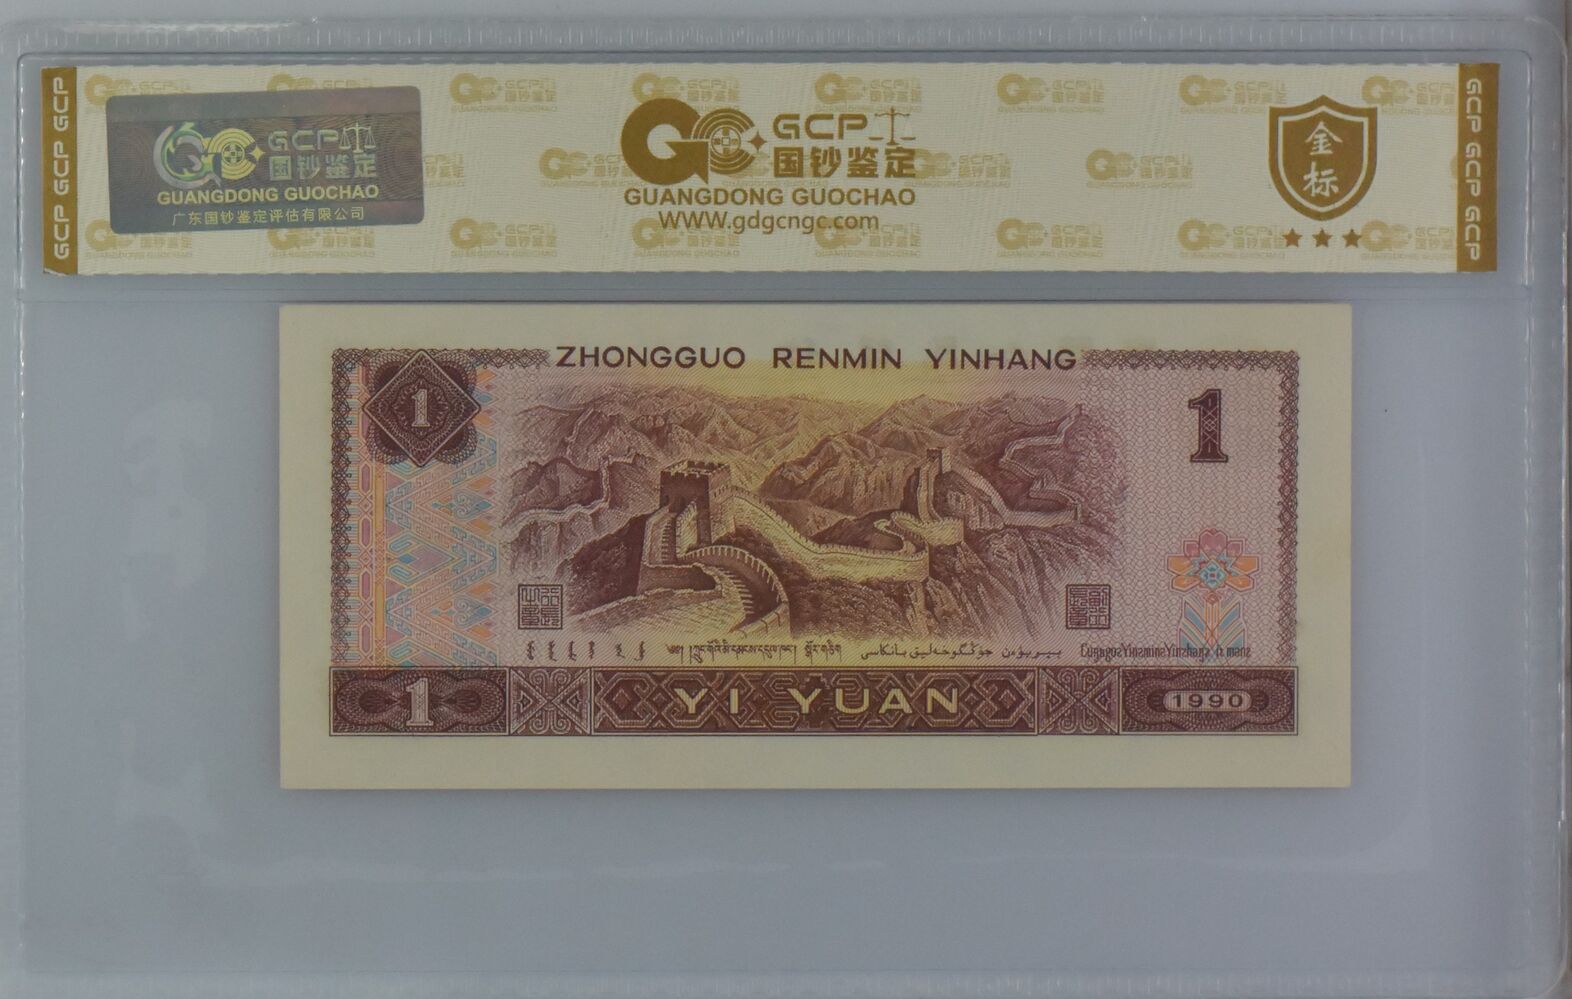 GCP GCP GCP
GCP
国钞鉴定
GUANGDONG GUOCHAO
广东国钞鉴定评估有限公司
GCP
国钞鉴定
GUANGDONG GUOCHAO
WWW.gdgcngc.com
金
标
GCP GCP GCP
ZHONGGUO RENMIN YINHANG
1
1
1
YI YUAN
1990